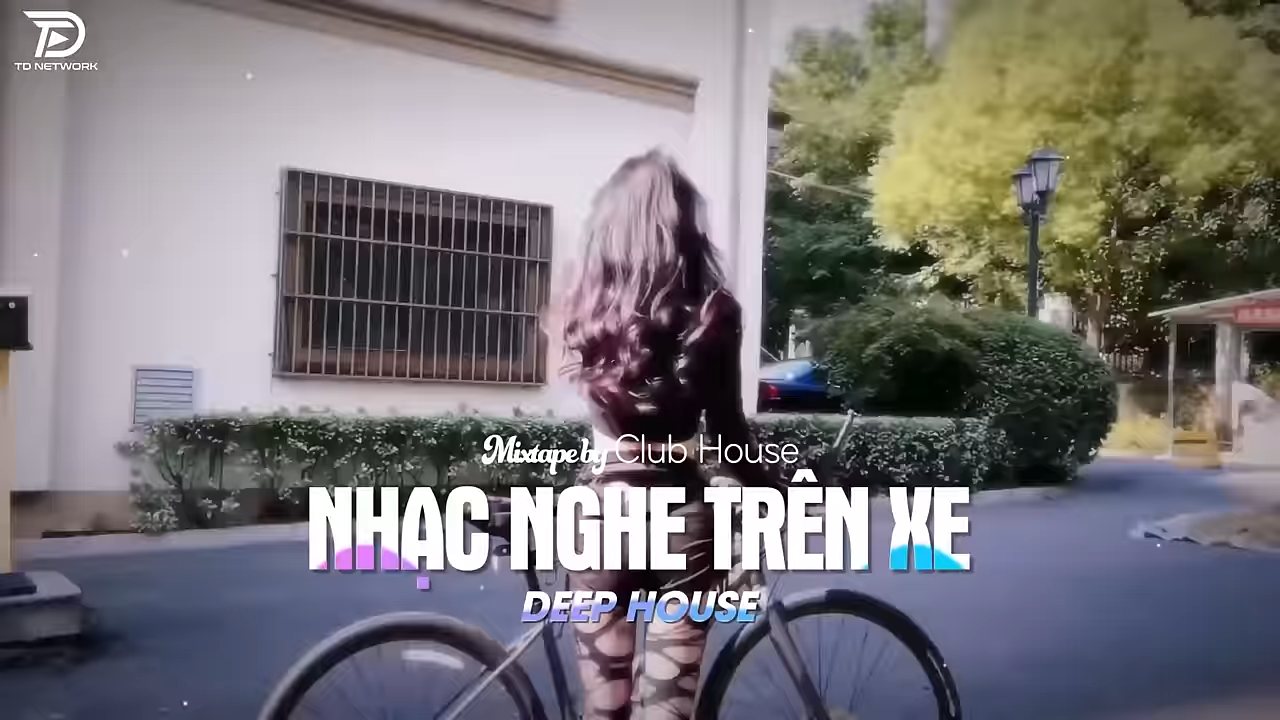 TD NETWORK
Mixtape by Club House
NHẠC NGHE TRÊN XE
DEEP HOUSE